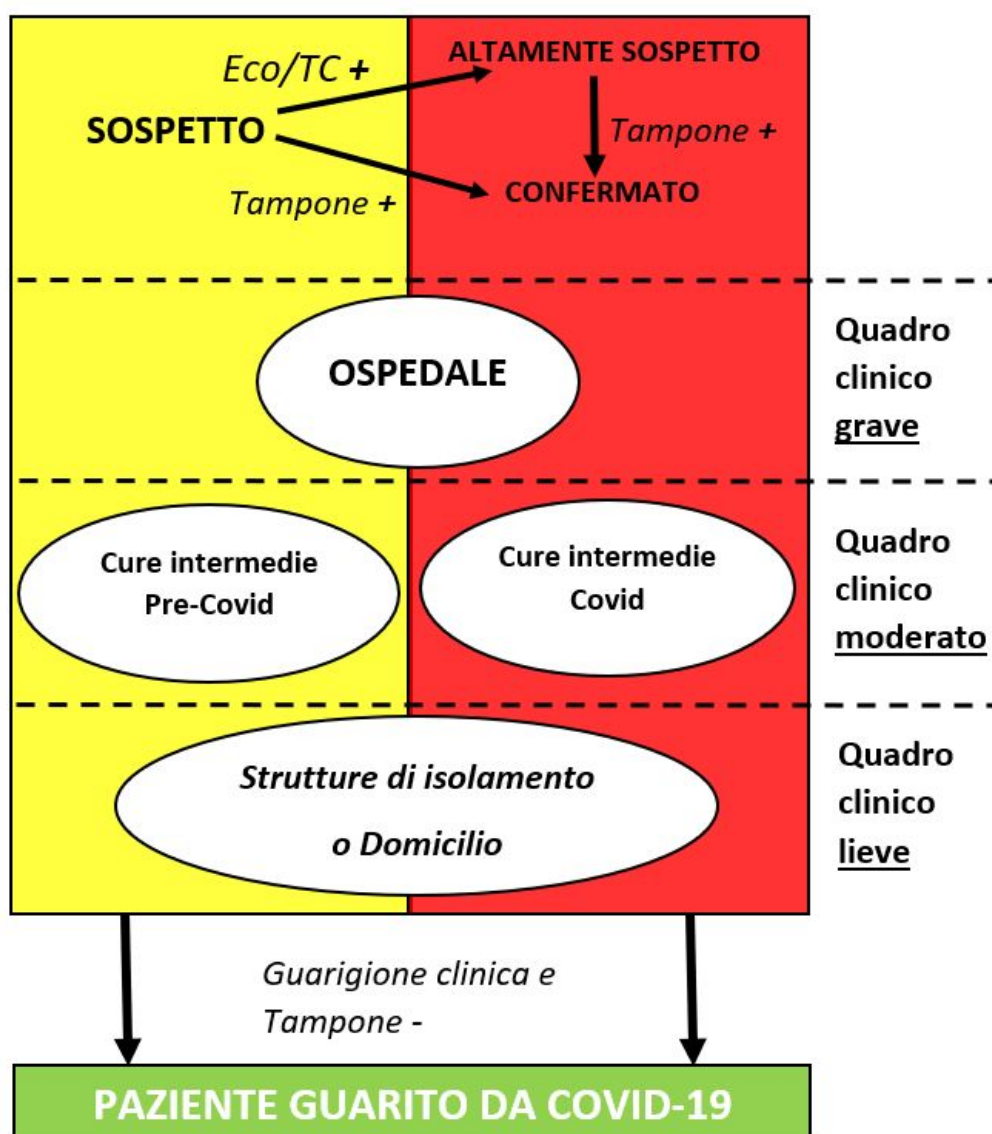 Eco/TC +
ALTAMENTE SOSPETTO
SOSPETTO
Tampone +
Tampone +
CONFERMATO
OSPEDALE
Quadro
clinico
grave
Cure intermedie
Pre-Covid
Cure intermedie
Covid
Quadro
clinico
moderato
Strutture di isolamento
o Domicilio
Quadro
clinico
lieve
Guarigione clinica e
Tampone -
PAZIENTE GUARITO DA COVID-19